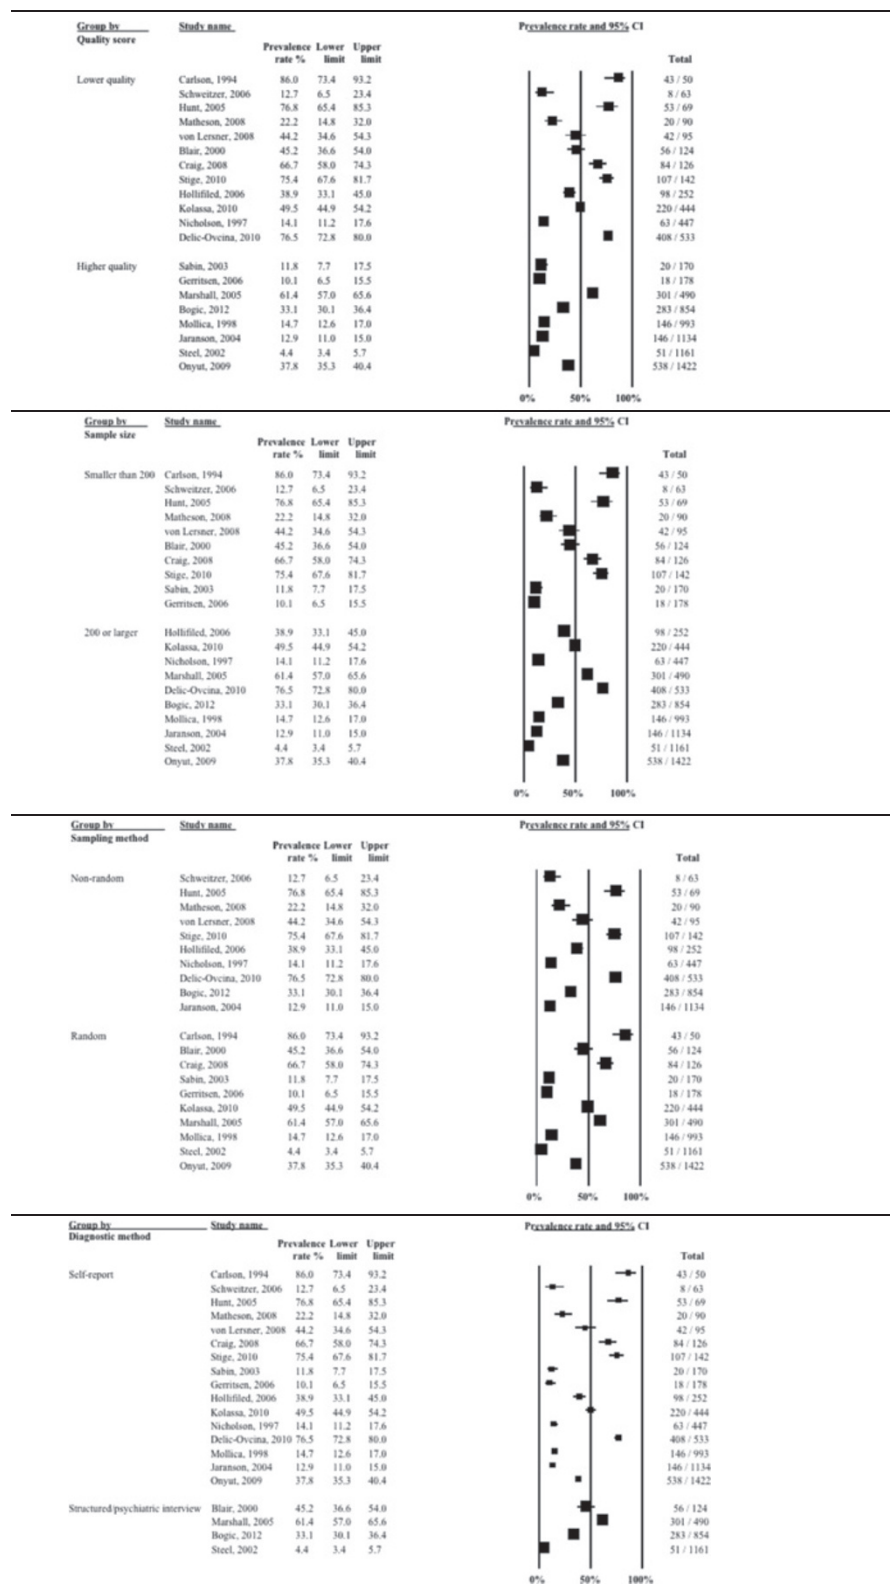 Group by Study name Prevalence rate and 95% CI
Quality score
Prevalence Lower Upper
rate % limit limit Total
Lower quality Carlson, 1994 86.0 73.4 93.2 43 / 50
Schweitzer, 2006 12.7 6.5 23.4 8 / 63
Hunt, 2005 76.8 65.4 85.3 53 / 69
Matheson, 2008 22.2 14.8 32.0 20 / 90
von Lersner, 2008 44.2 34.6 54.3 42 / 95
Blair, 2000 45.2 36.6 54.0 56 / 124
Craig, 2008 66.7 58.0 74.3 84 / 126
Stige, 2010 75.4 67.6 81.7 107 / 142
Hollifiled, 2006 38.9 33.1 45.0 98 / 252
Kolassa, 2010 49.5 44.9 54.2 220 / 444
Nicholson, 1997 14.1 11.2 17.6 63 / 447
Delic-Ovcina, 2010 76.5 72.8 80.0 408 / 533
Higher quality Sabin, 2003 11.8 7.7 17.5 20 / 170
Gerritsen, 2006 10.1 6.5 15.5 18 / 178
Marshall, 2005 61.4 57.0 65.6 301 / 490
Bogic, 2012 33.1 30.1 36.4 283 / 854
Mollica, 1998 14.7 12.6 17.0 146 / 993
Jaranson, 2004 12.9 11.0 15.0 146 / 1134
Steel, 2002 4.4 3.4 5.7 51 / 1161
Onyut, 2009 37.8 35.3 40.4 538 / 1422
0% 50% 100%
Group by Study name Prevalence rate and 95% CI
Sample size
Prevalence Lower Upper
rate % limit limit Total
Smaller than 200 Carlson, 1994 86.0 73.4 93.2 43 / 50
Schweitzer, 2006 12.7 6.5 23.4 8 / 63
Hunt, 2005 76.8 65.4 85.3 53 / 69
Matheson, 2008 22.2 14.8 32.0 20 / 90
von Lersner, 2008 44.2 34.6 54.3 42 / 95
Blair, 2000 45.2 36.6 54.0 56 / 124
Craig, 2008 66.7 58.0 74.3 84 / 126
Stige, 2010 75.4 67.6 81.7 107 / 142
Sabin, 2003 11.8 7.7 17.5 20 / 170
Gerritsen, 2006 10.1 6.5 15.5 18 / 178
200 or larger Hollifiled, 2006 38.9 33.1 45.0 98 / 252
Kolassa, 2010 49.5 44.9 54.2 220 / 444
Nicholson, 1997 14.1 11.2 17.6 63 / 447
Marshall, 2005 61.4 57.0 65.6 301 / 490
Delic-Ovcina, 2010 76.5 72.8 80.0 408 / 533
Bogic, 2012 33.1 30.1 36.4 283 / 854
Mollica, 1998 14.7 12.6 17.0 146 / 993
Jaranson, 2004 12.9 11.0 15.0 146 / 1134
Steel, 2002 4.4 3.4 5.7 51 / 1161
Onyut, 2009 37.8 35.3 40.4 538 / 1422
0% 50% 100%
Group by Study name Prevalence rate and 95% CI
Sampling method
Prevalence Lower Upper
rate % limit limit Total
Non-random Schweitzer, 2006 12.7 6.5 23.4 8 / 63
Hunt, 2005 76.8 65.4 85.3 53 / 69
Matheson, 2008 22.2 14.8 32.0 20 / 90
von Lersner, 2008 44.2 34.6 54.3 42 / 95
Stige, 2010 75.4 67.6 81.7 107 / 142
Hollifiled, 2006 38.9 33.1 45.0 98 / 252
Nicholson, 1997 14.1 11.2 17.6 63 / 447
Delic-Ovcina, 2010 76.5 72.8 80.0 408 / 533
Bogic, 2012 33.1 30.1 36.4 283 / 854
Jaranson, 2004 12.9 11.0 15.0 146 / 1134
Random Carlson, 1994 86.0 73.4 93.2 43 / 50
Blair, 2000 45.2 36.6 54.0 56 / 124
Craig, 2008 66.7 58.0 74.3 84 / 126
Sabin, 2003 11.8 7.7 17.5 20 / 170
Gerritsen, 2006 10.1 6.5 15.5 18 / 178
Kolassa, 2010 49.5 44.9 54.2 220 / 444
Marshall, 2005 61.4 57.0 65.6 301 / 490
Mollica, 1998 14.7 12.6 17.0 146 / 993
Steel, 2002 4.4 3.4 5.7 51 / 1161
Onyut, 2009 37.8 35.3 40.4 538 / 1422
0% 50% 100%
Group by Study name Prevalence rate and 95% CI
Diagnostic method
Prevalence Lower Upper
rate % limit limit Total
Self-report Carlson, 1994 86.0 73.4 93.2 43 / 50
Schweitzer, 2006 12.7 6.5 23.4 8 / 63
Hunt, 2005 76.8 65.4 85.3 53 / 69
Matheson, 2008 22.2 14.8 32.0 20 / 90
von Lersner, 2008 44.2 34.6 54.3 42 / 95
Craig, 2008 66.7 58.0 74.3 84 / 126
Stige, 2010 75.4 67.6 81.7 107 / 142
Sabin, 2003 11.8 7.7 17.5 20 / 170
Gerritsen, 2006 10.1 6.5 15.5 18 / 178
Hollifiled, 2006 38.9 33.1 45.0 98 / 252
Kolassa, 2010 49.5 44.9 54.2 220 / 444
Nicholson, 1997 14.1 11.2 17.6 63 / 447
Delic-Ovcina, 2010 76.5 72.8 80.0 408 / 533
Mollica, 1998 14.7 12.6 17.0 146 / 993
Jaranson, 2004 12.9 11.0 15.0 146 / 1134
Onyut, 2009 37.8 35.3 40.4 538 / 1422
Structured/psychiatric interview Blair, 2000 45.2 36.6 54.0 56 / 124
Marshall, 2005 61.4 57.0 65.6 301 / 490
Bogic, 2012 33.1 30.1 36.4 283 / 854
Steel, 2002 4.4 3.4 5.7 51 / 1161
0% 50% 100%